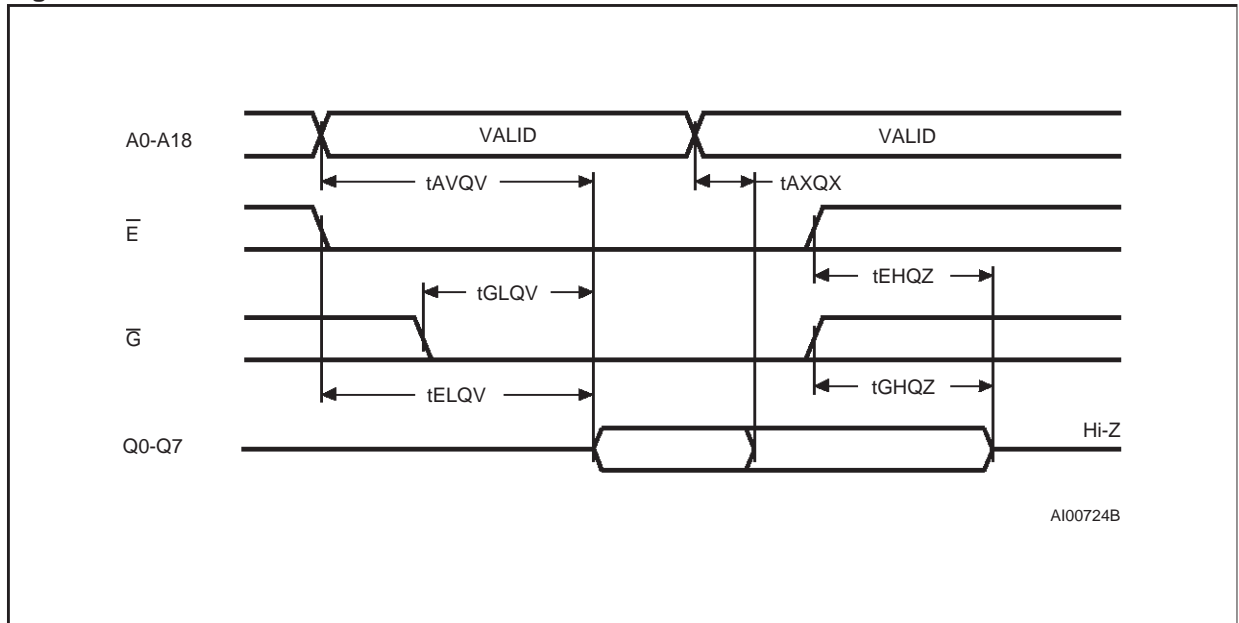 A0-A18
VALID
VALID
tAVQV
tAXQX
E̅
tEHQZ
tGLQV
G̅
tELQV
tGHQZ
Q0-Q7
Hi-Z
AI00724B